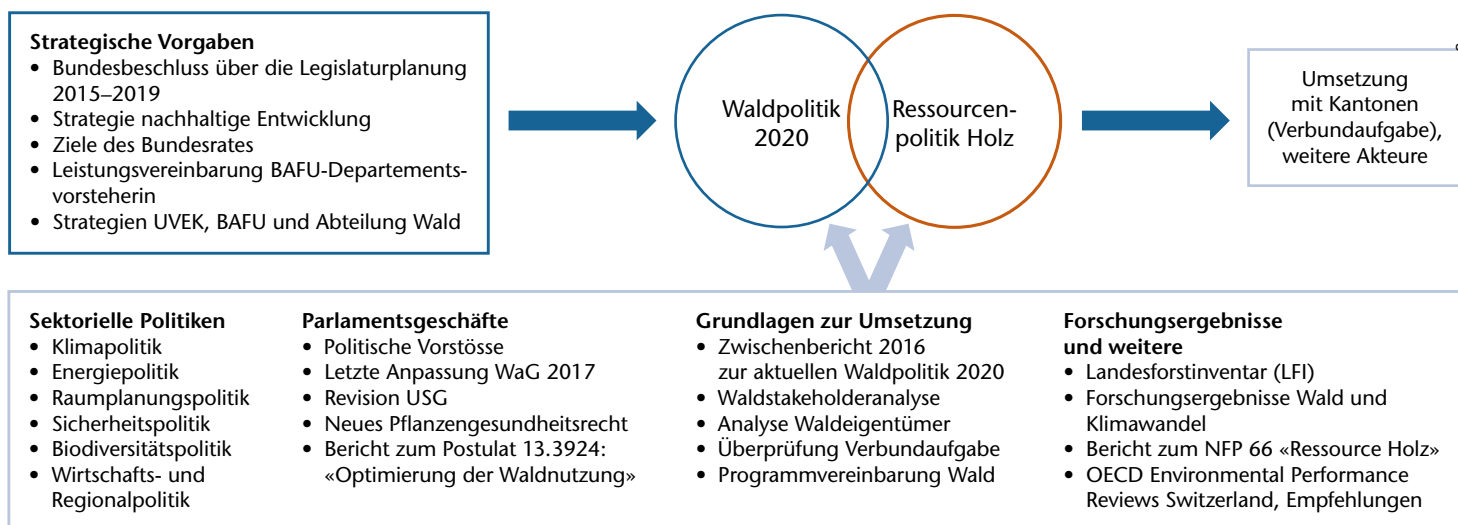 Strategische Vorgaben
• Bundesbeschluss über die Legislaturplanung
2015–2019
• Strategie nachhaltige Entwicklung
• Ziele des Bundesrates
• Leistungsvereinbarung BAFU-Departements-
vorsteherin
• Strategien UVEK, BAFU und Abteilung Wald
Waldpolitik
2020
Ressourcen-
politik Holz
Umsetzung
mit Kantonen
(Verbundaufgabe),
weitere Akteure
Sektorielle Politiken
• Klimapolitik
• Energiepolitik
• Raumplanungspolitik
• Sicherheitspolitik
• Biodiversitätspolitik
• Wirtschafts- und
Regionalpolitik
Parlamentsgeschäfte
• Politische Vorstösse
• Letzte Anpassung WaG 2017
• Revision USG
• Neues Pflanzengesundheitsrecht
• Bericht zum Postulat 13.3924:
«Optimierung der Waldnutzung»
Grundlagen zur Umsetzung
• Zwischenbericht 2016
zur aktuellen Waldpolitik 2020
• Waldstakeholderanalyse
• Analyse Waldeigentümer
• Überprüfung Verbundaufgabe
• Programmvereinbarung Wald
Forschungsergebnisse
und weitere
• Landesforstinventar (LFI)
• Forschungsergebnisse Wald und
Klimawandel
• Bericht zum NFP 66 «Ressource Holz»
• OECD Environmental Performance
Reviews Switzerland, Empfehlungen